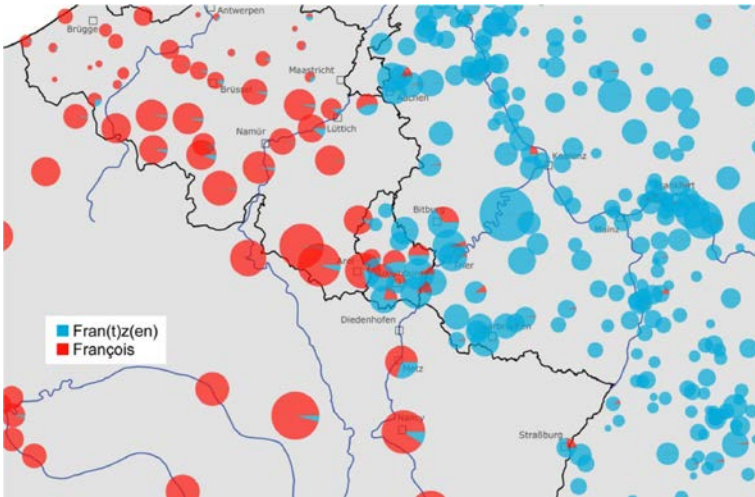 Antwerpen
Brügge
Maastricht
Brüssel
Aachen
Lüttich
Namür
Koblenz
Frankfurt
Bitburg
Mainz
Trier
Diedenhofen
Metz
Nancy
Straßburg
Fran(t)z(en)
François